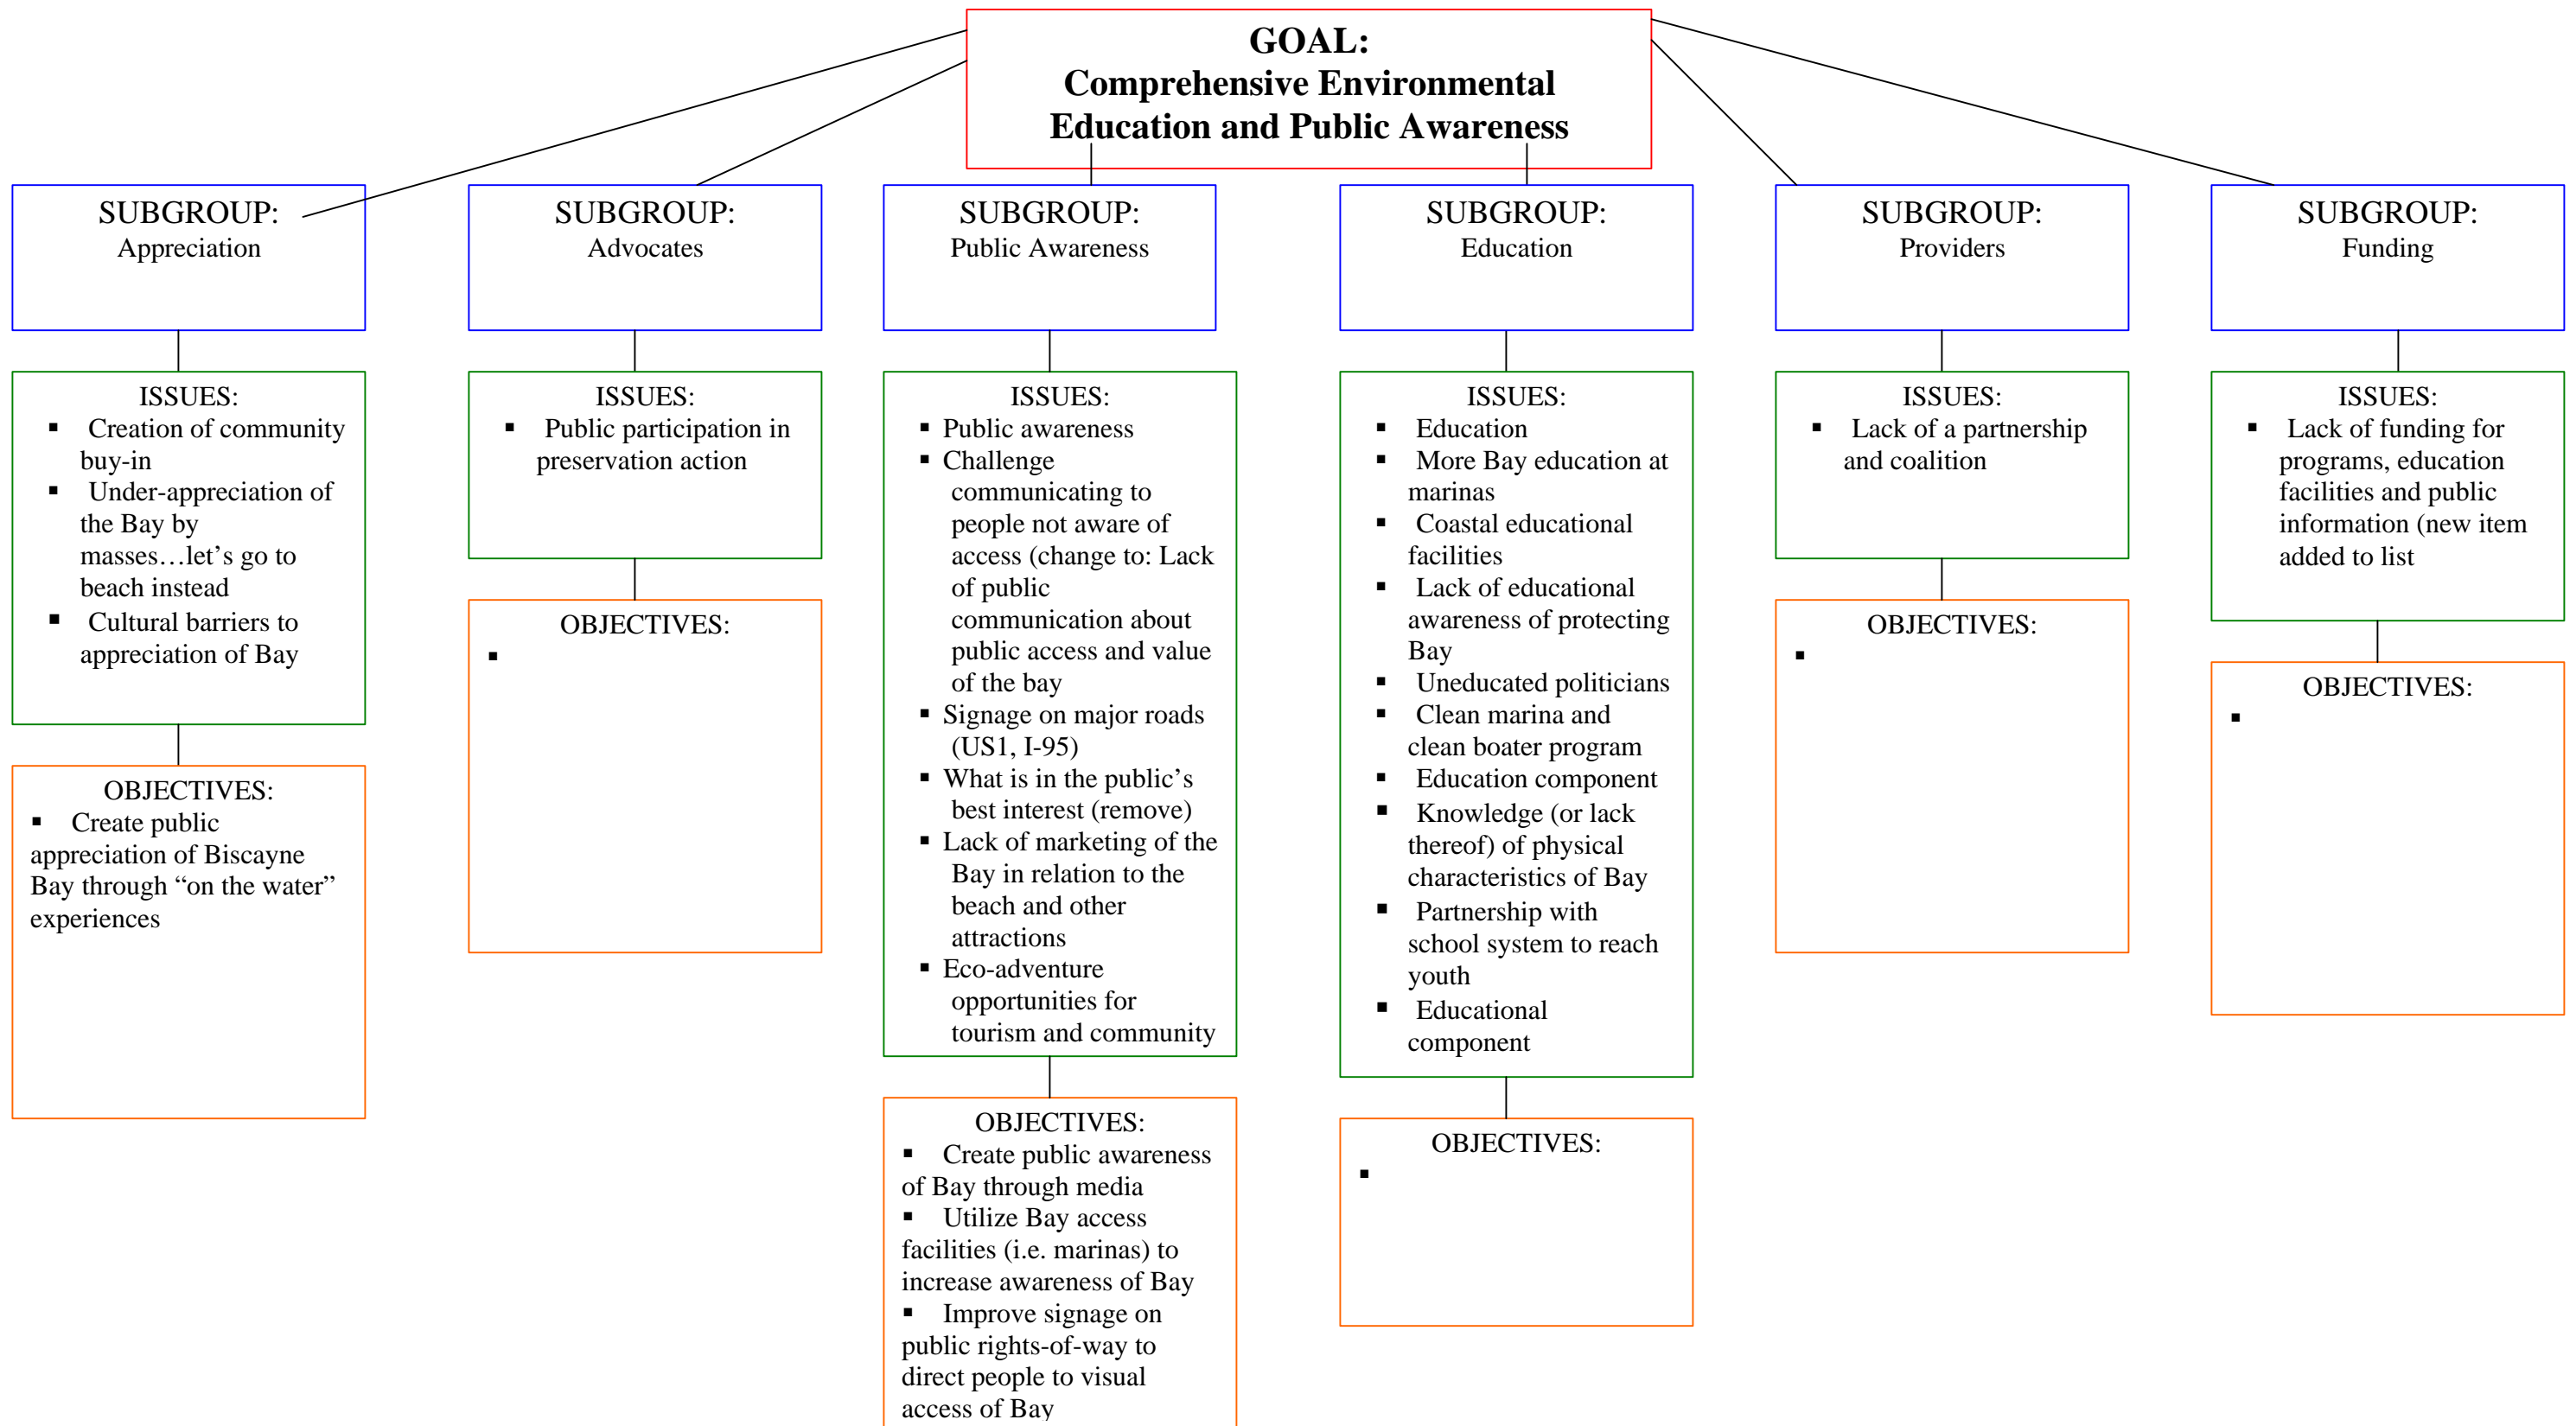 GOAL:
Comprehensive Environmental
Education and Public Awareness
SUBGROUP:
Appreciation
ISSUES:
▪ Creation of community
buy-in
▪ Under-appreciation of
the Bay by
masses…let’s go to
beach instead
▪ Cultural barriers to
appreciation of Bay
OBJECTIVES:
▪ Create public
appreciation of Biscayne
Bay through “on the water”
experiences
SUBGROUP:
Advocates
ISSUES:
▪ Public participation in
preservation action
OBJECTIVES:
▪
SUBGROUP:
Public Awareness
ISSUES:
▪ Public awareness
▪ Challenge
communicating to
people not aware of
access (change to: Lack
of public
communication about
public access and value
of the bay
▪ Signage on major roads
(US1, I-95)
▪ What is in the public’s
best interest (remove)
▪ Lack of marketing of the
Bay in relation to the
beach and other
attractions
▪ Eco-adventure
opportunities for
tourism and community
OBJECTIVES:
▪ Create public awareness
of Bay through media
▪ Utilize Bay access
facilities (i.e. marinas) to
increase awareness of Bay
▪ Improve signage on
public rights-of-way to
direct people to visual
access of Bay
SUBGROUP:
Education
ISSUES:
▪ Education
▪ More Bay education at
marinas
▪ Coastal educational
facilities
▪ Lack of educational
awareness of protecting
Bay
▪ Uneducated politicians
▪ Clean marina and
clean boater program
▪ Education component
▪ Knowledge (or lack
thereof) of physical
characteristics of Bay
▪ Partnership with
school system to reach
youth
▪ Educational
component
OBJECTIVES:
▪
SUBGROUP:
Providers
ISSUES:
▪ Lack of a partnership
and coalition
OBJECTIVES:
▪
SUBGROUP:
Funding
ISSUES:
▪ Lack of funding for
programs, education
facilities and public
information (new item
added to list
OBJECTIVES:
▪